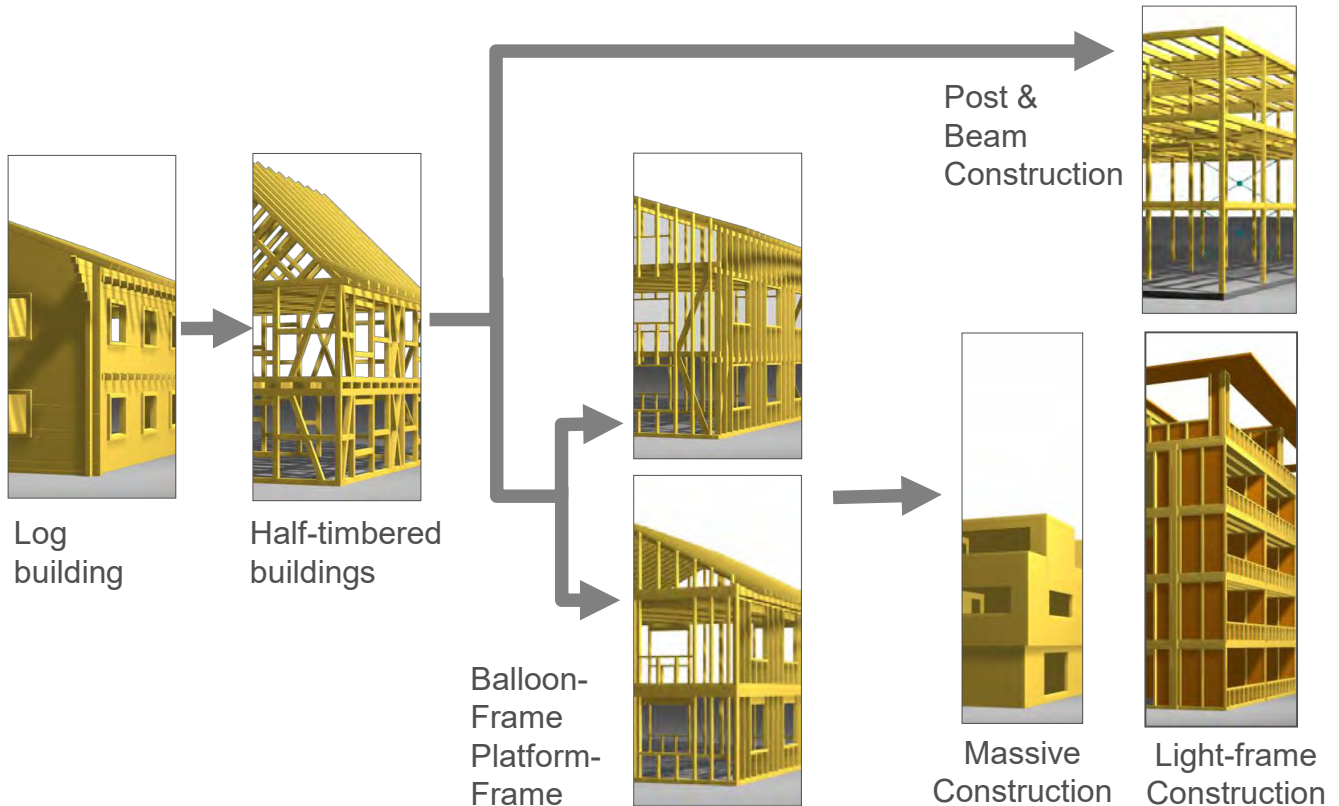 Post &
Beam
Construction
Log
building
Half-timbered
buildings
Balloon-
Frame
Platform-
Frame
Massive
Construction
Light-frame
Construction